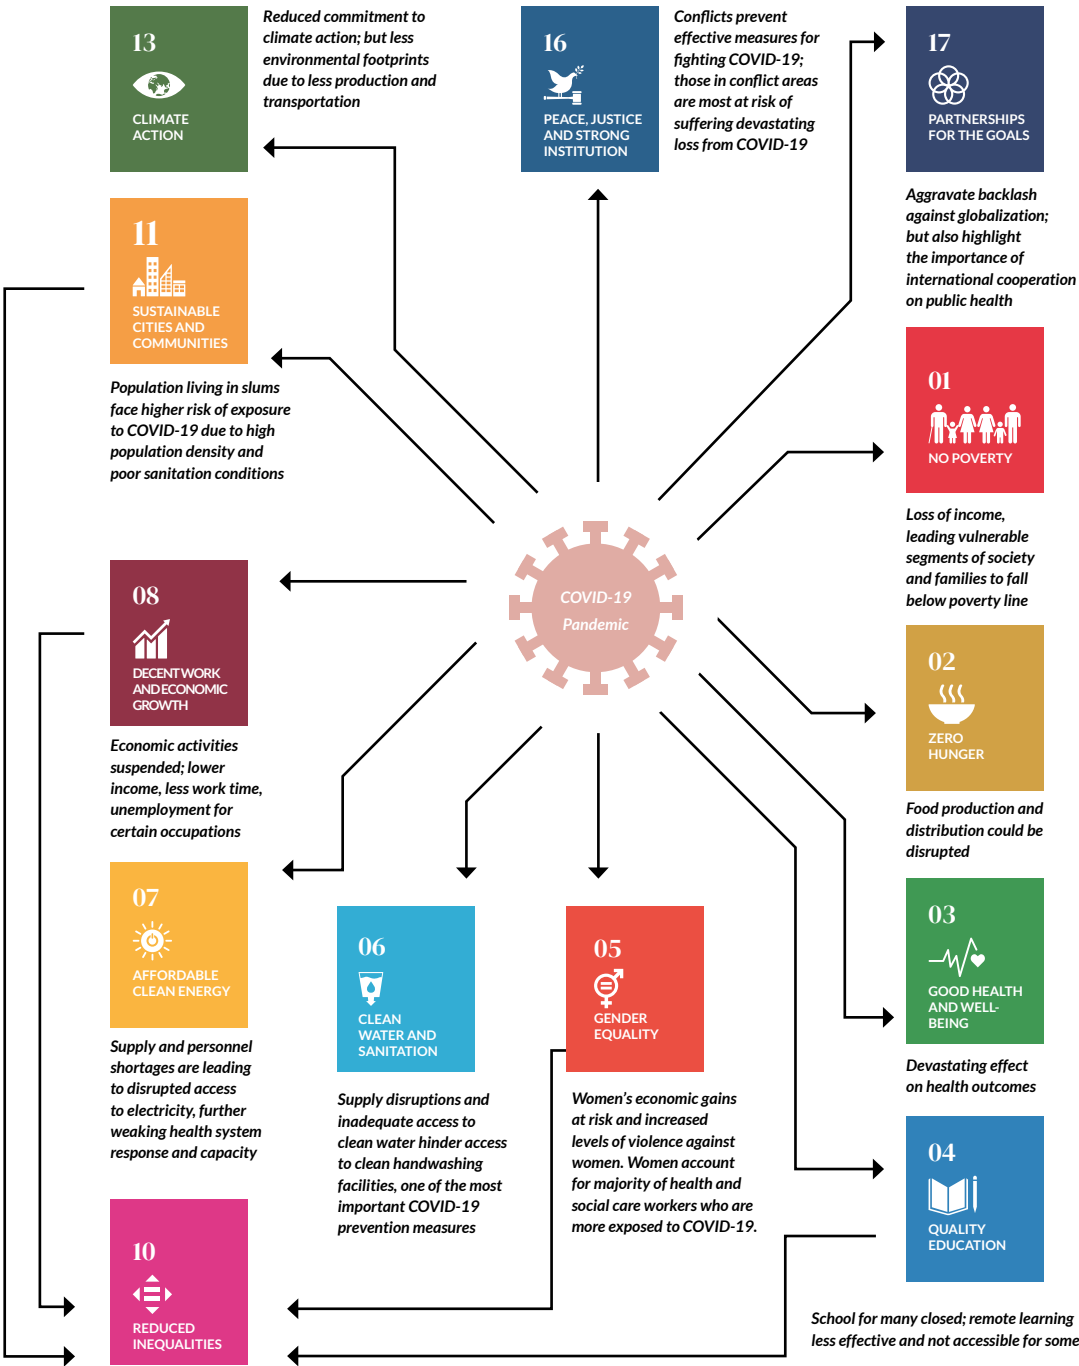 13
CLIMATE
ACTION
Reduced commitment to
climate action; but less
environmental footprints
due to less production and
transportation
16
PEACE, JUSTICE
AND STRONG
INSTITUTION
Conflicts prevent
effective measures for
fighting COVID-19;
those in conflict areas
are most at risk of
suffering devastating
loss from COVID-19
17
PARTNERSHIPS
FOR THE GOALS
Aggravate backlash
against globalization;
but also highlight
the importance of
international cooperation
on public health
11
SUSTAINABLE
CITIES AND
COMMUNITIES
Population living in slums
face higher risk of exposure
to COVID-19 due to high
population density and
poor sanitation conditions
01
NO POVERTY
Loss of income,
leading vulnerable
segments of society
and families to fall
below poverty line
COVID-19
Pandemic
08
DECENT WORK
AND ECONOMIC
GROWTH
Economic activities
suspended; lower
income, less work time,
unemployment for
certain occupations
02
ZERO
HUNGER
Food production and
distribution could be
disrupted
07
AFFORDABLE
CLEAN ENERGY
Supply and personnel
shortages are leading
to disrupted access
to electricity, further
weaking health system
response and capacity
06
CLEAN
WATER AND
SANITATION
Supply disruptions and
inadequate access to
clean water hinder access
to clean handwashing
facilities, one of the most
important COVID-19
prevention measures
05
GENDER
EQUALITY
Women's economic gains
at risk and increased
levels of violence against
women. Women account
for majority of health and
social care workers who are
more exposed to COVID-19.
03
GOOD HEALTH
AND WELL-
BEING
Devastating effect
on health outcomes
04
QUALITY
EDUCATION
School for many closed; remote learning
less effective and not accessible for some
10
REDUCED
INEQUALITIES